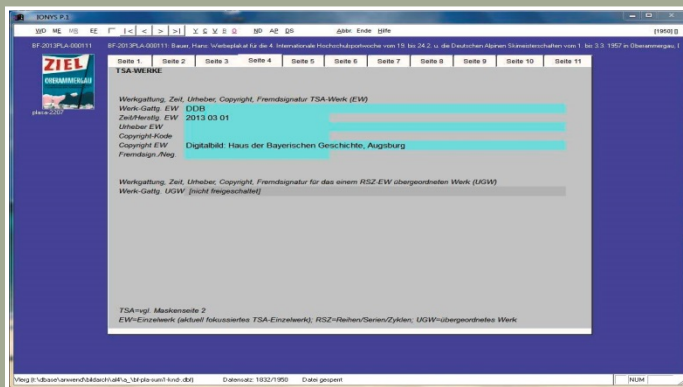 IONYS P.1
WD ME MB EE |< < > >| Y C V B O ND AP DS Abbr. Ende Hilfe [1950] []
BF-2013PLA-000111 BF-2013PLA-000111: Bauer, Hans: Werbeplakat für die 4. Internationale Hochschulsportwoche vom 19. bis 24.2. u. die Deutschen Alpinen Skimeisterschaften vom 1. bis 3.3. 1957 in Oberammergau, (
ZIEL
OBERAMMERGAU
plasa-2207
Seite 1 Seite 2 Seite 3 Seite 4 Seite 5 Seite 6 Seite 7 Seite 8 Seite 9 Seite 10 Seite 11
TSA-WERKE
Werkgattung, Zeit, Urheber, Copyright, Fremdsignatur TSA-Werk (EW)
Werk-Gattg. EW DDB
Zeit/Herstlg. EW 2013 03 01
Urheber EW
Copyright-Kode
Copyright EW Digitalbild: Haus der Bayerischen Geschichte, Augsburg
Fremdsign./Neg.
Werkgattung, Zeit, Urheber, Copyright, Fremdsignatur für das einem RSZ-EW übergeordneten Werk (UGW)
Werk-Gattg. UGW [nicht freigeschaltet]
TSA=vgl. Maskenseite 2
EW=Einzelwerk (aktuell fokussiertes TSA-Einzelwerk); RSZ=Reihen/Serien/Zyklen; UGW=übergeordnetes Werk
Datensatz: 1832/1950 Datei gesperrt NUM